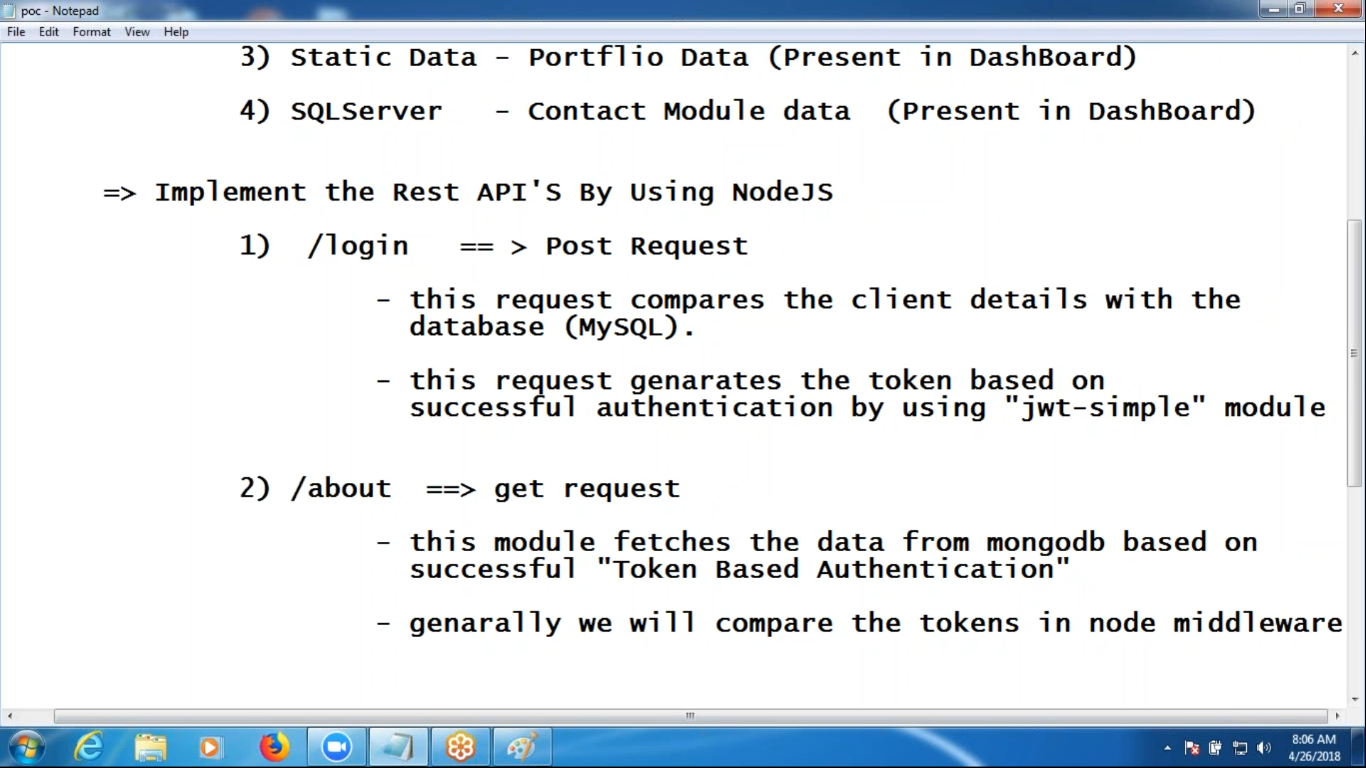 poc - Notepad
File Edit Format View Help
3) Static Data - Portflio Data (Present in DashBoard)
4) SQLServer - Contact Module data (Present in DashBoard)
=> Implement the Rest API'S By Using NodeJS
1) /login == > Post Request
- this request compares the client details with the
database (MySQL).
- this request genarates the token based on
successful authentication by using "jwt-simple" module
2) /about ==> get request
- this module fetches the data from mongodb based on
successful "Token Based Authentication"
- genarally we will compare the tokens in node middleware
8:06 AM
4/26/2018